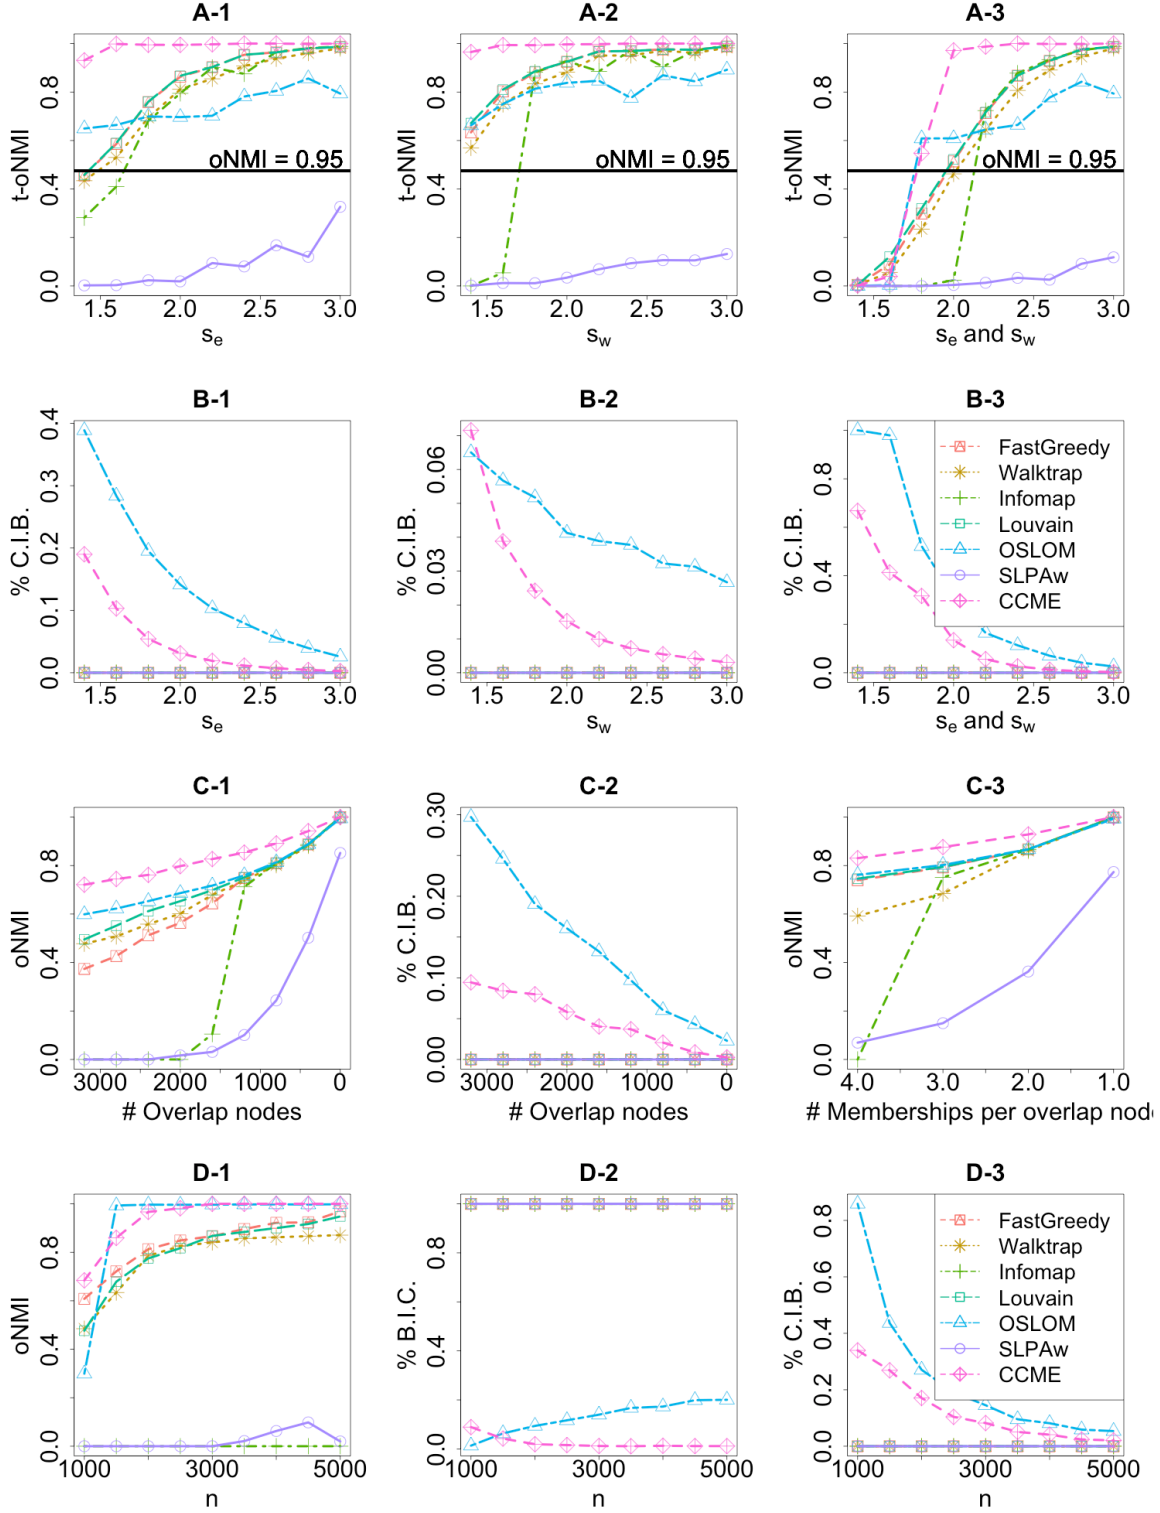 A-1
A-2
A-3
t-oNMI
0.0 0.4 0.8
oNMI = 0.95
1.5 2.0 2.5 3.0
se
t-oNMI
0.0 0.4 0.8
oNMI = 0.95
1.5 2.0 2.5 3.0
sw
t-oNMI
0.0 0.4 0.8
oNMI = 0.95
1.5 2.0 2.5 3.0
se and sw
B-1
B-2
B-3
% C.I.B.
0.0 0.1 0.2 0.3 0.4
1.5 2.0 2.5 3.0
se
% C.I.B.
0.00 0.03 0.06
1.5 2.0 2.5 3.0
sw
% C.I.B.
0.0 0.4 0.8
FastGreedy
Walktrap
Infomap
Louvain
OSLOM
SLPAw
CCME
1.5 2.0 2.5 3.0
se and sw
C-1
C-2
C-3
oNMI
0.0 0.4 0.8
3000 2000 1000 0
# Overlap nodes
% C.I.B.
0.00 0.10 0.20 0.30
3000 2000 1000 0
# Overlap nodes
oNMI
0.0 0.4 0.8
4.0 3.0 2.0 1.0
# Memberships per overlap node
D-1
D-2
D-3
oNMI
0.0 0.4 0.8
1000 3000 5000
n
% B.I.C.
0.0 0.4 0.8
1000 3000 5000
n
% C.I.B.
0.0 0.2 0.4 0.6 0.8
FastGreedy
Walktrap
Infomap
Louvain
OSLOM
SLPAw
CCME
1000 3000 5000
n